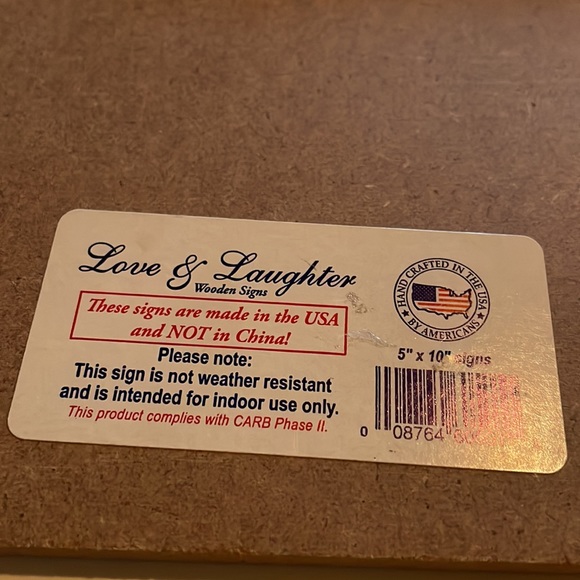 Love & Laughter
Wooden Signs
These signs are made in the USA
and NOT in China!
Please note:
This sign is not weather resistant
and is intended for indoor use only.
This product complies with CARB Phase II.
HAND CRAFTED IN THE USA
★ BY AMERICANS ★
5" x 10" signs
0 08764